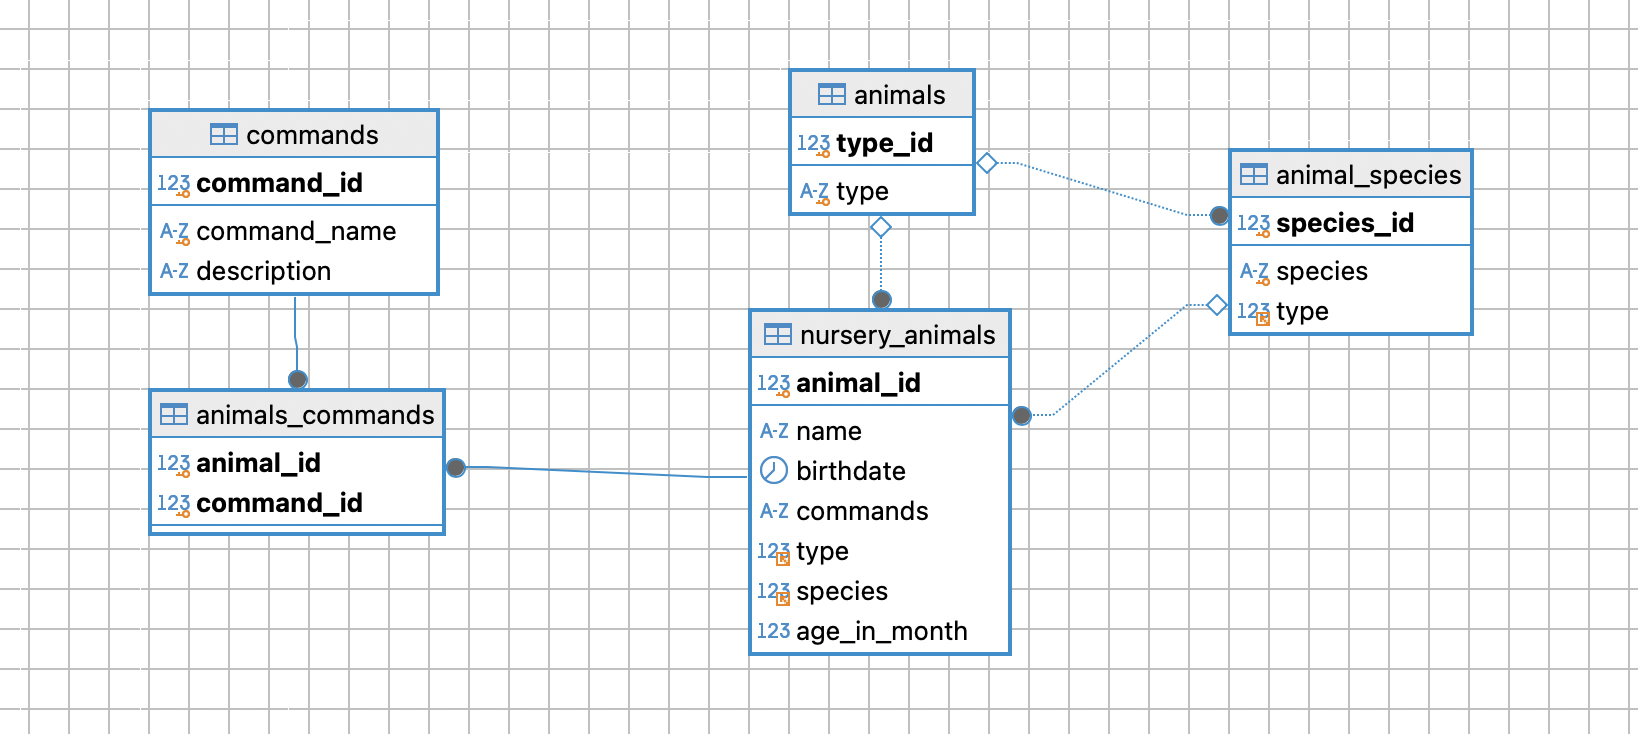 commands
123 command_id
A-Z command_name
A-Z description
animals_commands
123 animal_id
123 command_id
animals
123 type_id
A-Z type
nursery_animals
123 animal_id
A-Z name
birthdate
A-Z commands
123 type
123 species
123 age_in_month
animal_species
123 species_id
A-Z species
123 type